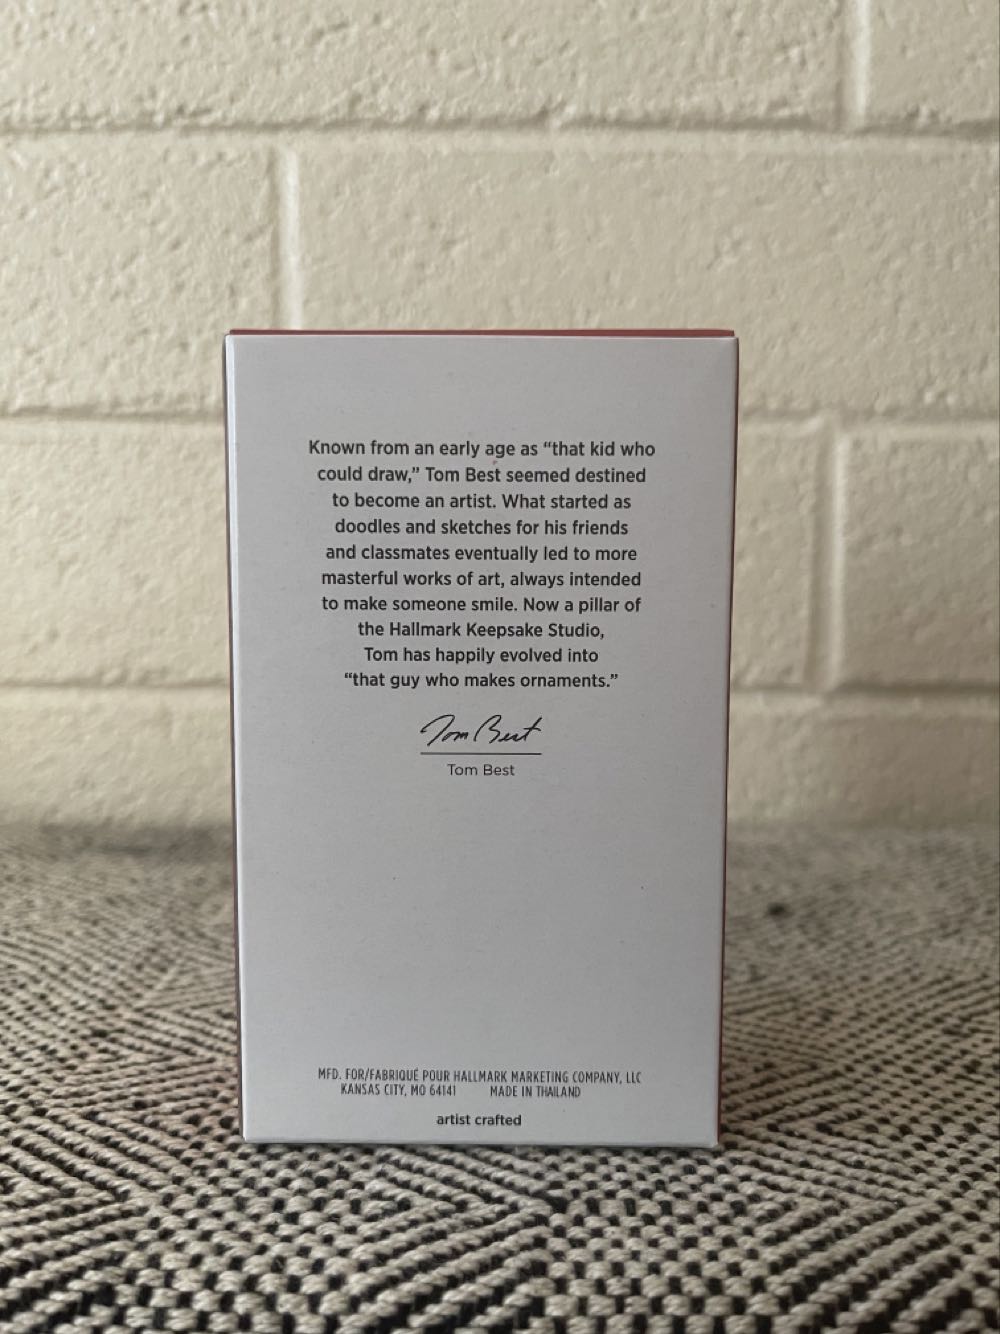 Known from an early age as “that kid who
could draw,” Tom Best seemed destined
to become an artist. What started as
doodles and sketches for his friends
and classmates eventually led to more
masterful works of art, always intended
to make someone smile. Now a pillar of
the Hallmark Keepsake Studio,
Tom has happily evolved into
“that guy who makes ornaments.”
Tom Best
Tom Best
MFD. FOR/FABRIQUÉ POUR HALLMARK MARKETING COMPANY, LLC
KANSAS CITY, MO 64141 MADE IN THAILAND
artist crafted